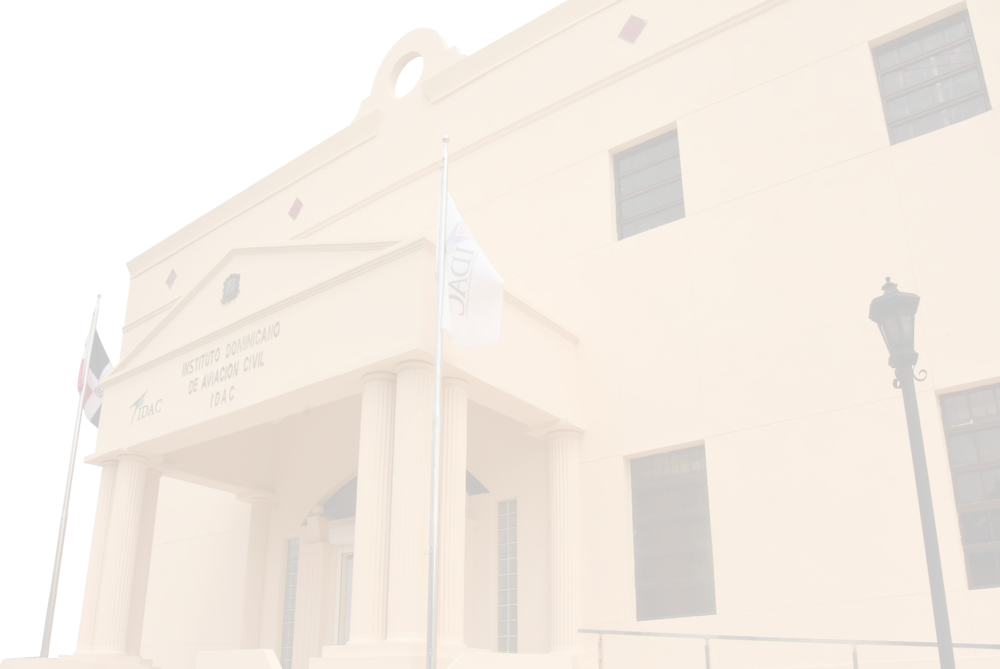 INSTITUTO DOMINICANO
DE AVIACION CIVIL
IDAC
IDAC
IDAC